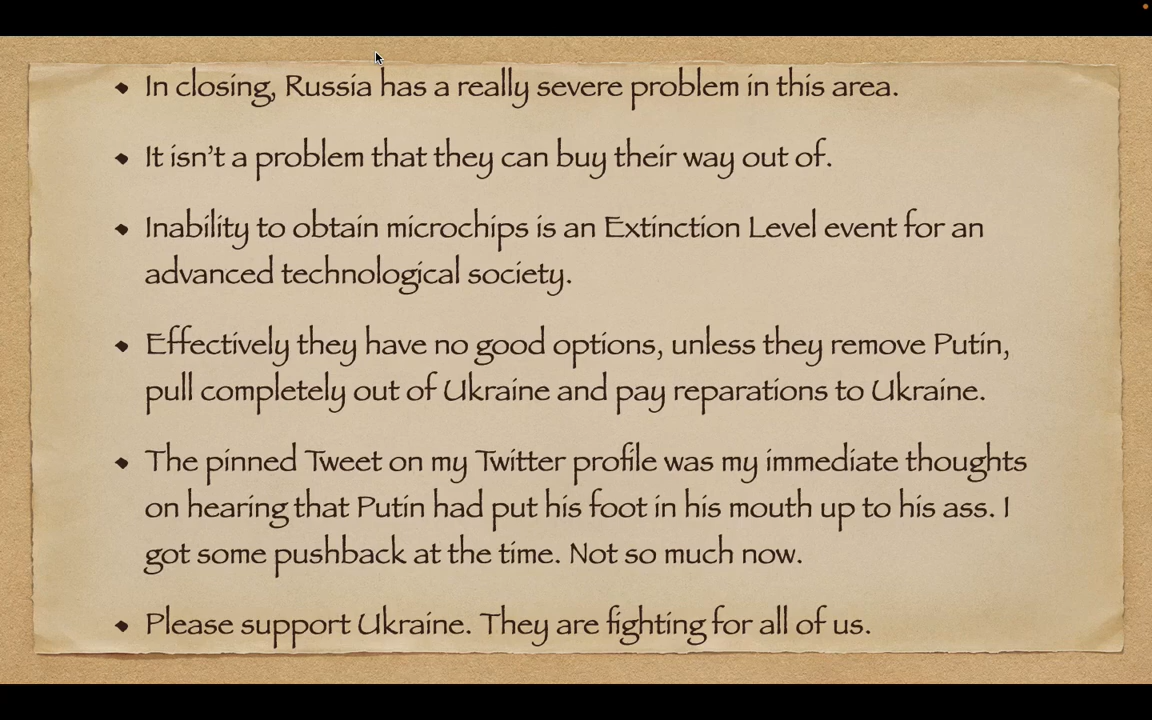 In closing, Russia has a really severe problem in this area.
It isn't a problem that they can buy their way out of.
Inability to obtain microchips is an Extinction Level event for an
advanced technological society.
Effectively they have no good options, unless they remove Putin,
pull completely out of Ukraine and pay reparations to Ukraine.
The pinned Tweet on my Twitter profile was my immediate thoughts
on hearing that Putin had put his foot in his mouth up to his ass. I
got some pushback at the time. Not so much now.
Please support Ukraine. They are fighting for all of us.